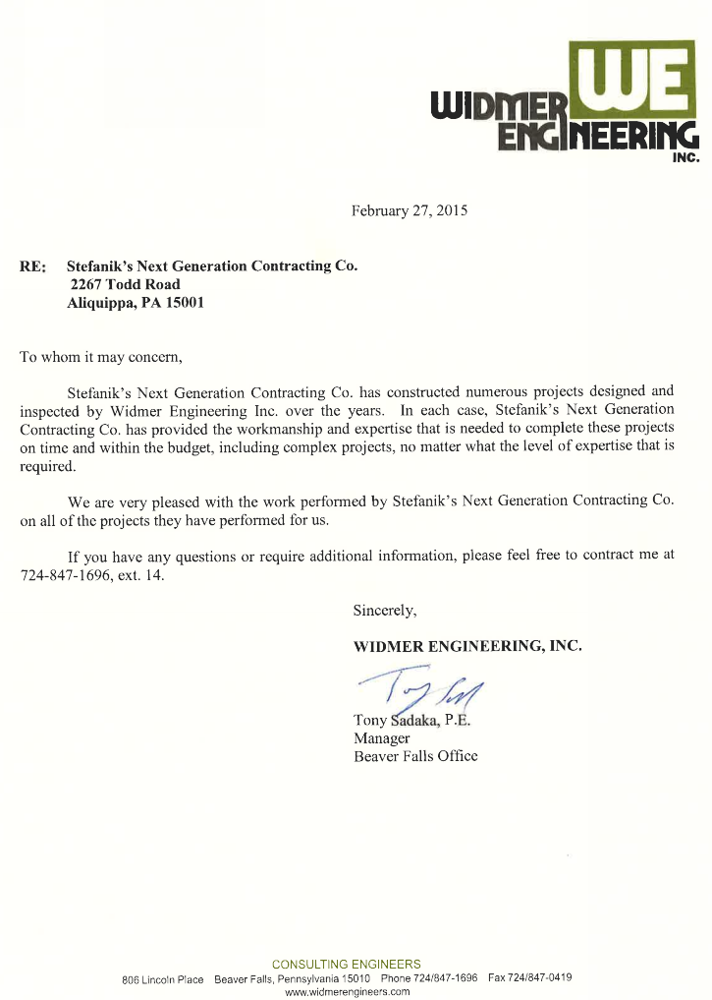 WE
WIDMER
ENGINEERING
INC.
February 27, 2015
RE: Stefanik's Next Generation Contracting Co.
2267 Todd Road
Aliquippa, PA 15001
To whom it may concern,
Stefanik's Next Generation Contracting Co. has constructed numerous projects designed and
inspected by Widmer Engineering Inc. over the years. In each case, Stefanik's Next Generation
Contracting Co. has provided the workmanship and expertise that is needed to complete these projects
on time and within the budget, including complex projects, no matter what the level of expertise that is
required.
We are very pleased with the work performed by Stefanik's Next Generation Contracting Co.
on all of the projects they have performed for us.
If you have any questions or require additional information, please feel free to contract me at
724-847-1696, ext. 14.
Sincerely,
WIDMER ENGINEERING, INC.
Tony Sadaka, P.E.
Manager
Beaver Falls Office
CONSULTING ENGINEERS
806 Lincoln Place Beaver Falls, Pennsylvania 15010 Phone 724/847-1696 Fax 724/847-0419
www.widmerengineers.com